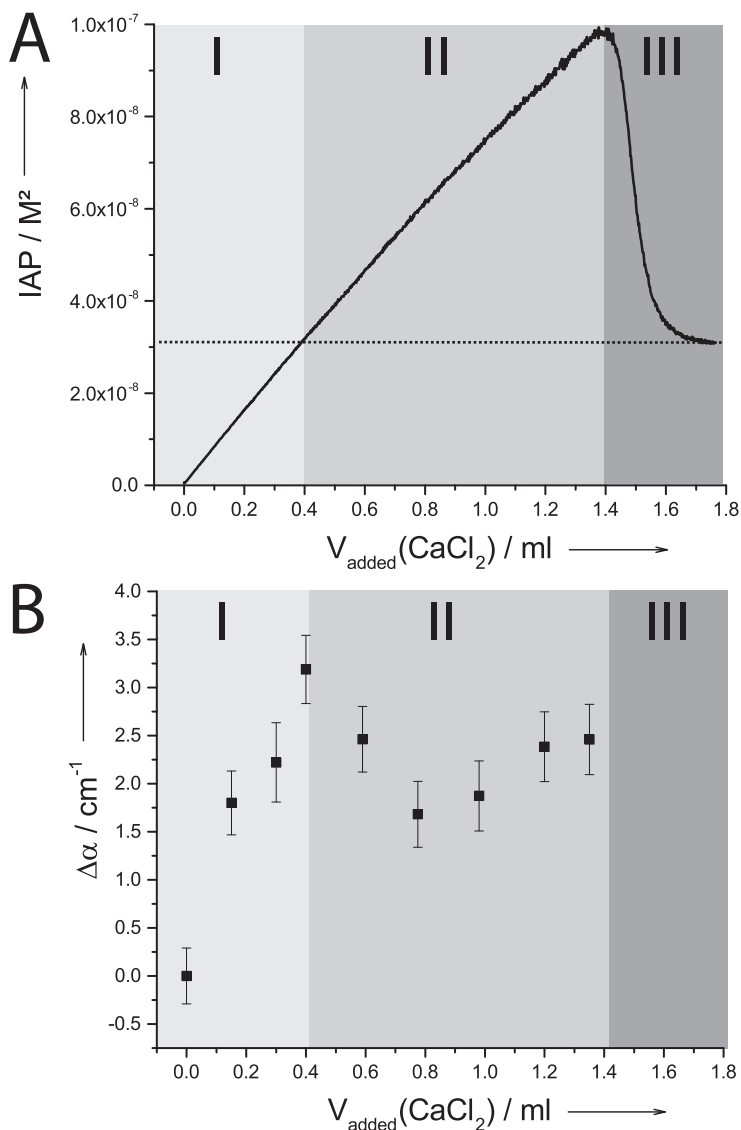 A
I II III
1.0x10⁻⁷
8.0x10⁻⁸
6.0x10⁻⁸
4.0x10⁻⁸
2.0x10⁻⁸
0.0
IAP / M²
0.0 0.2 0.4 0.6 0.8 1.0 1.2 1.4 1.6 1.8
V_added(CaCl₂) / ml
B
I II III
4.0
3.5
3.0
2.5
2.0
1.5
1.0
0.5
0.0
-0.5
Δα / cm⁻¹
0.0 0.2 0.4 0.6 0.8 1.0 1.2 1.4 1.6 1.8
V_added(CaCl₂) / ml